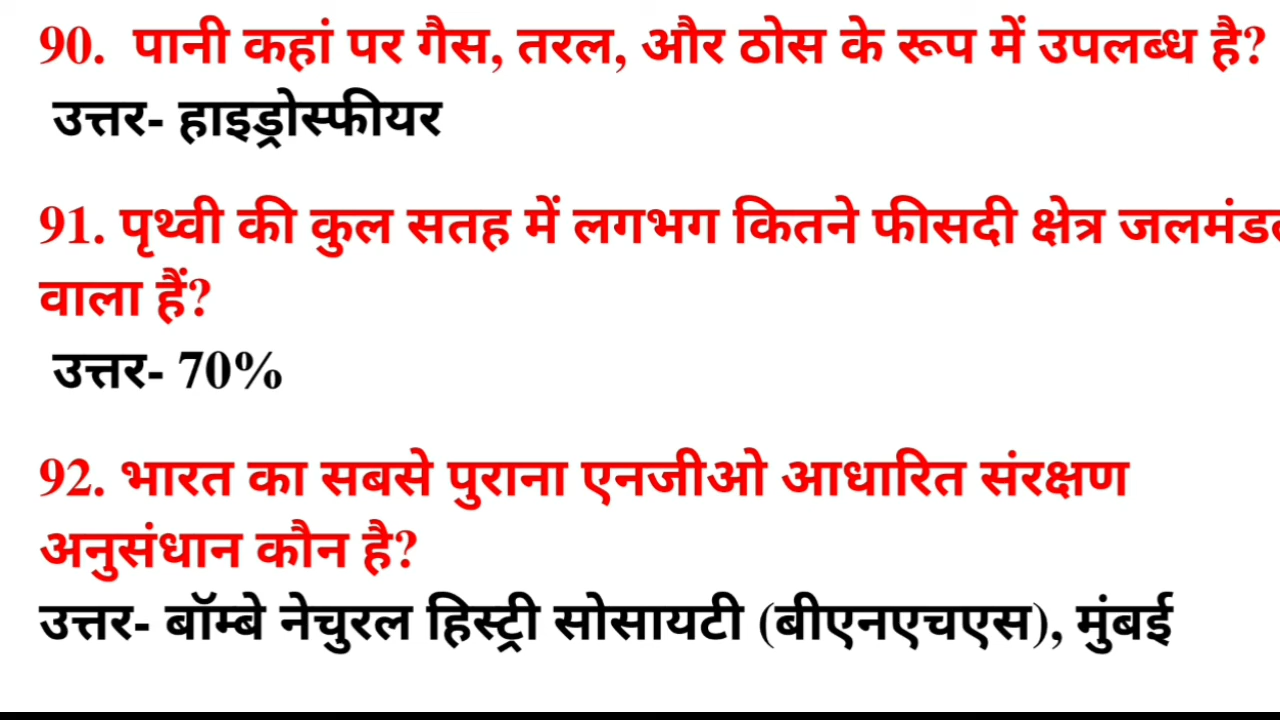 90. पानी कहां पर गैस, तरल, और ठोस के रूप में उपलब्ध है?
उत्तर- हाइड्रोस्फीयर
91. पृथ्वी की कुल सतह में लगभग कितने फीसदी क्षेत्र
वाला हैं?
उत्तर- 70%
92. भारत का सबसे पुराना एनजीओ आधारित संरक्षण
अनुसंधान कौन है?
उत्तर- बॉम्बे नेचुरल हिस्ट्री सोसायटी (बीएनएचएस), मुंबई